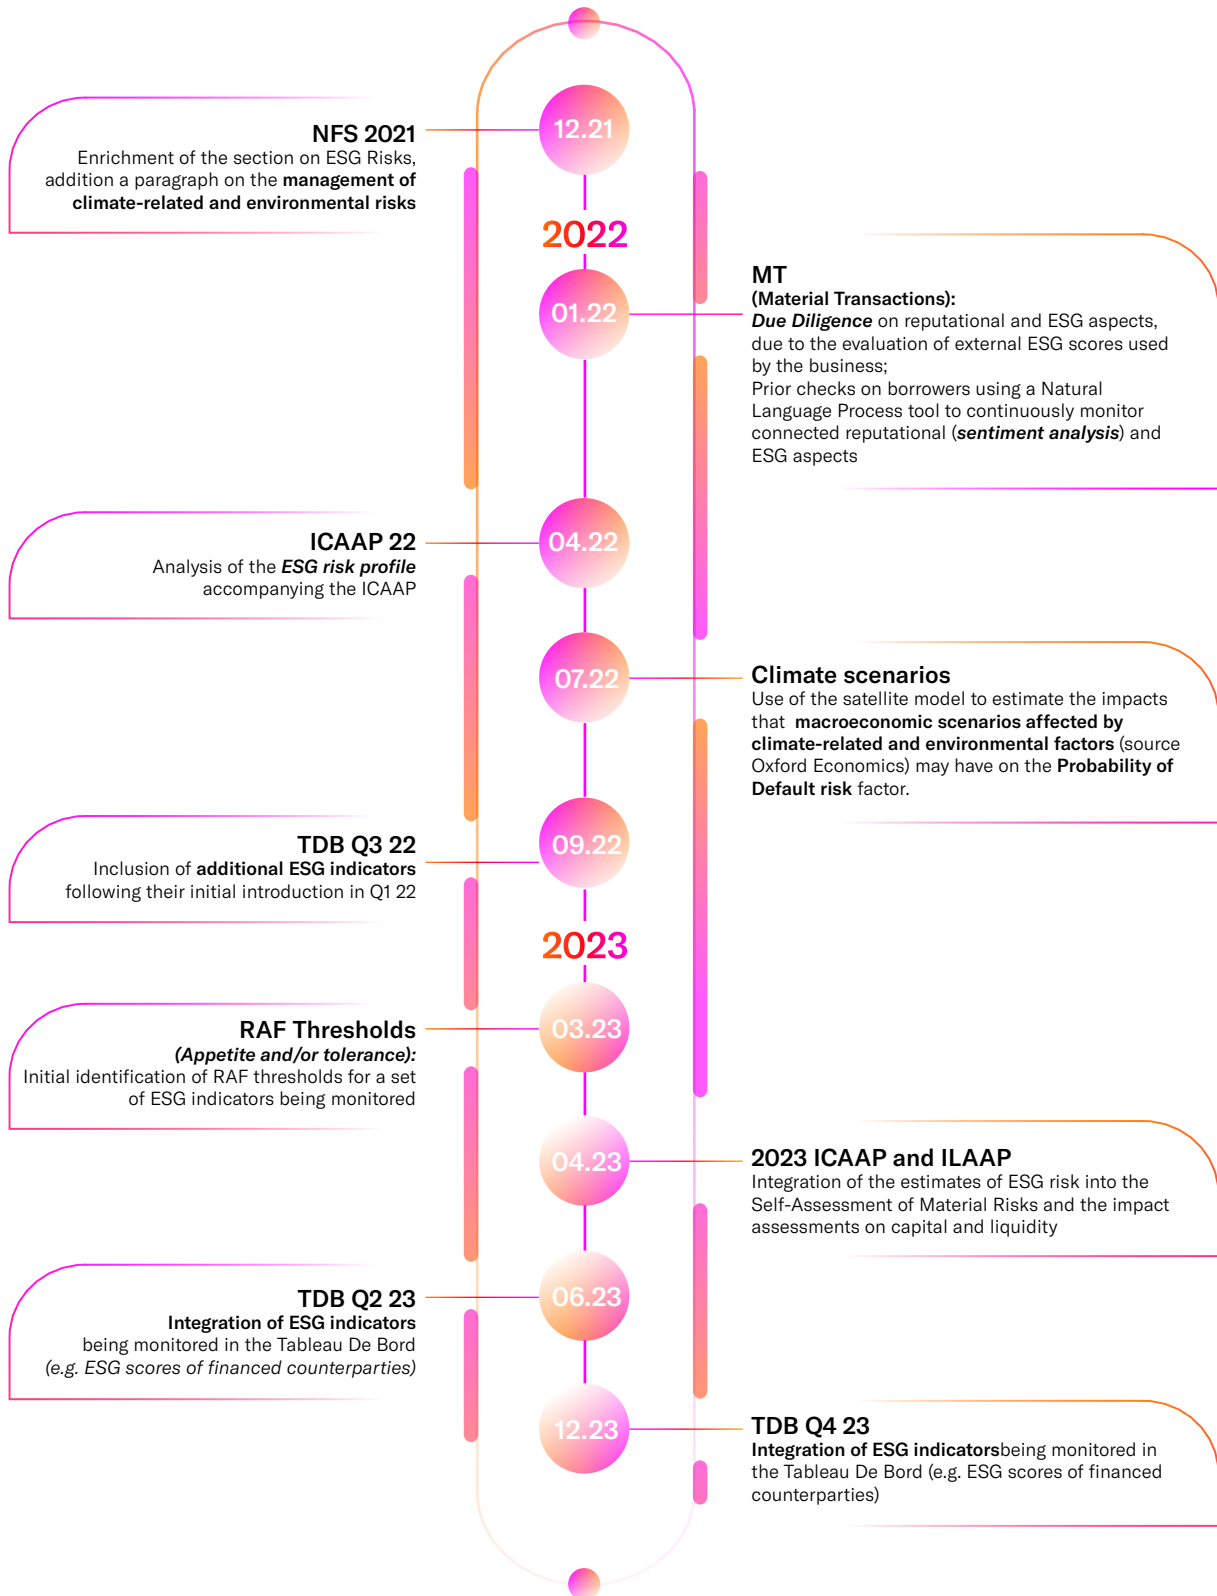 12.21
NFS 2021
Enrichment of the section on ESG Risks,
addition a paragraph on the management of
climate-related and environmental risks
2022
01.22
MT
(Material Transactions):
Due Diligence on reputational and ESG aspects,
due to the evaluation of external ESG scores used
by the business;
Prior checks on borrowers using a Natural
Language Process tool to continuously monitor
connected reputational (sentiment analysis) and
ESG aspects
04.22
ICAAP 22
Analysis of the ESG risk profile
accompanying the ICAAP
07.22
Climate scenarios
Use of the satellite model to estimate the impacts
that macroeconomic scenarios affected by
climate-related and environmental factors (source
Oxford Economics) may have on the Probability of
Default risk factor.
09.22
TDB Q3 22
Inclusion of additional ESG indicators
following their initial introduction in Q1 22
2023
03.23
RAF Thresholds
(Appetite and/or tolerance):
Initial identification of RAF thresholds for a set
of ESG indicators being monitored
04.23
2023 ICAAP and ILAAP
Integration of the estimates of ESG risk into the
Self-Assessment of Material Risks and the impact
assessments on capital and liquidity
06.23
TDB Q2 23
Integration of ESG indicators
being monitored in the Tableau De Bord
(e.g. ESG scores of financed counterparties)
12.23
TDB Q4 23
Integration of ESG indicatorsbeing monitored in
the Tableau De Bord (e.g. ESG scores of financed
counterparties)